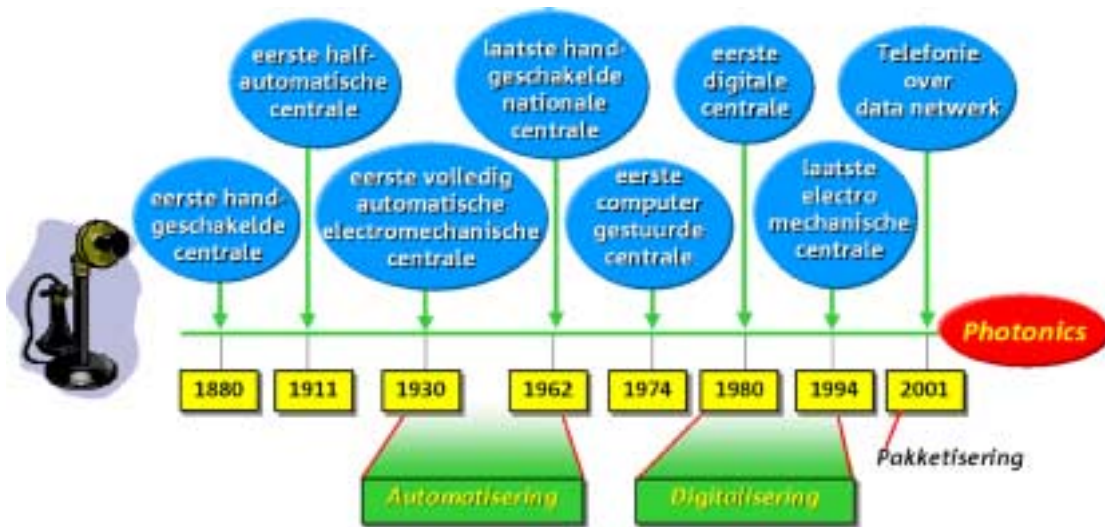 eerste half-
automatische
centrale
laatste hand-
geschakelde
nationale
centrale
eerste
digitale
centrale
Telefonie
over
data netwerk
eerste hand-
geschakelde
centrale
eerste volledig
automatische
electromechanische
centrale
eerste
computer
gestuurde
centrale
laatste
electro
mechanische
centrale
Photonics
1880
1911
1930
1962
1974
1980
1994
2001
Pakketisering
Automatisering
Digitalisering